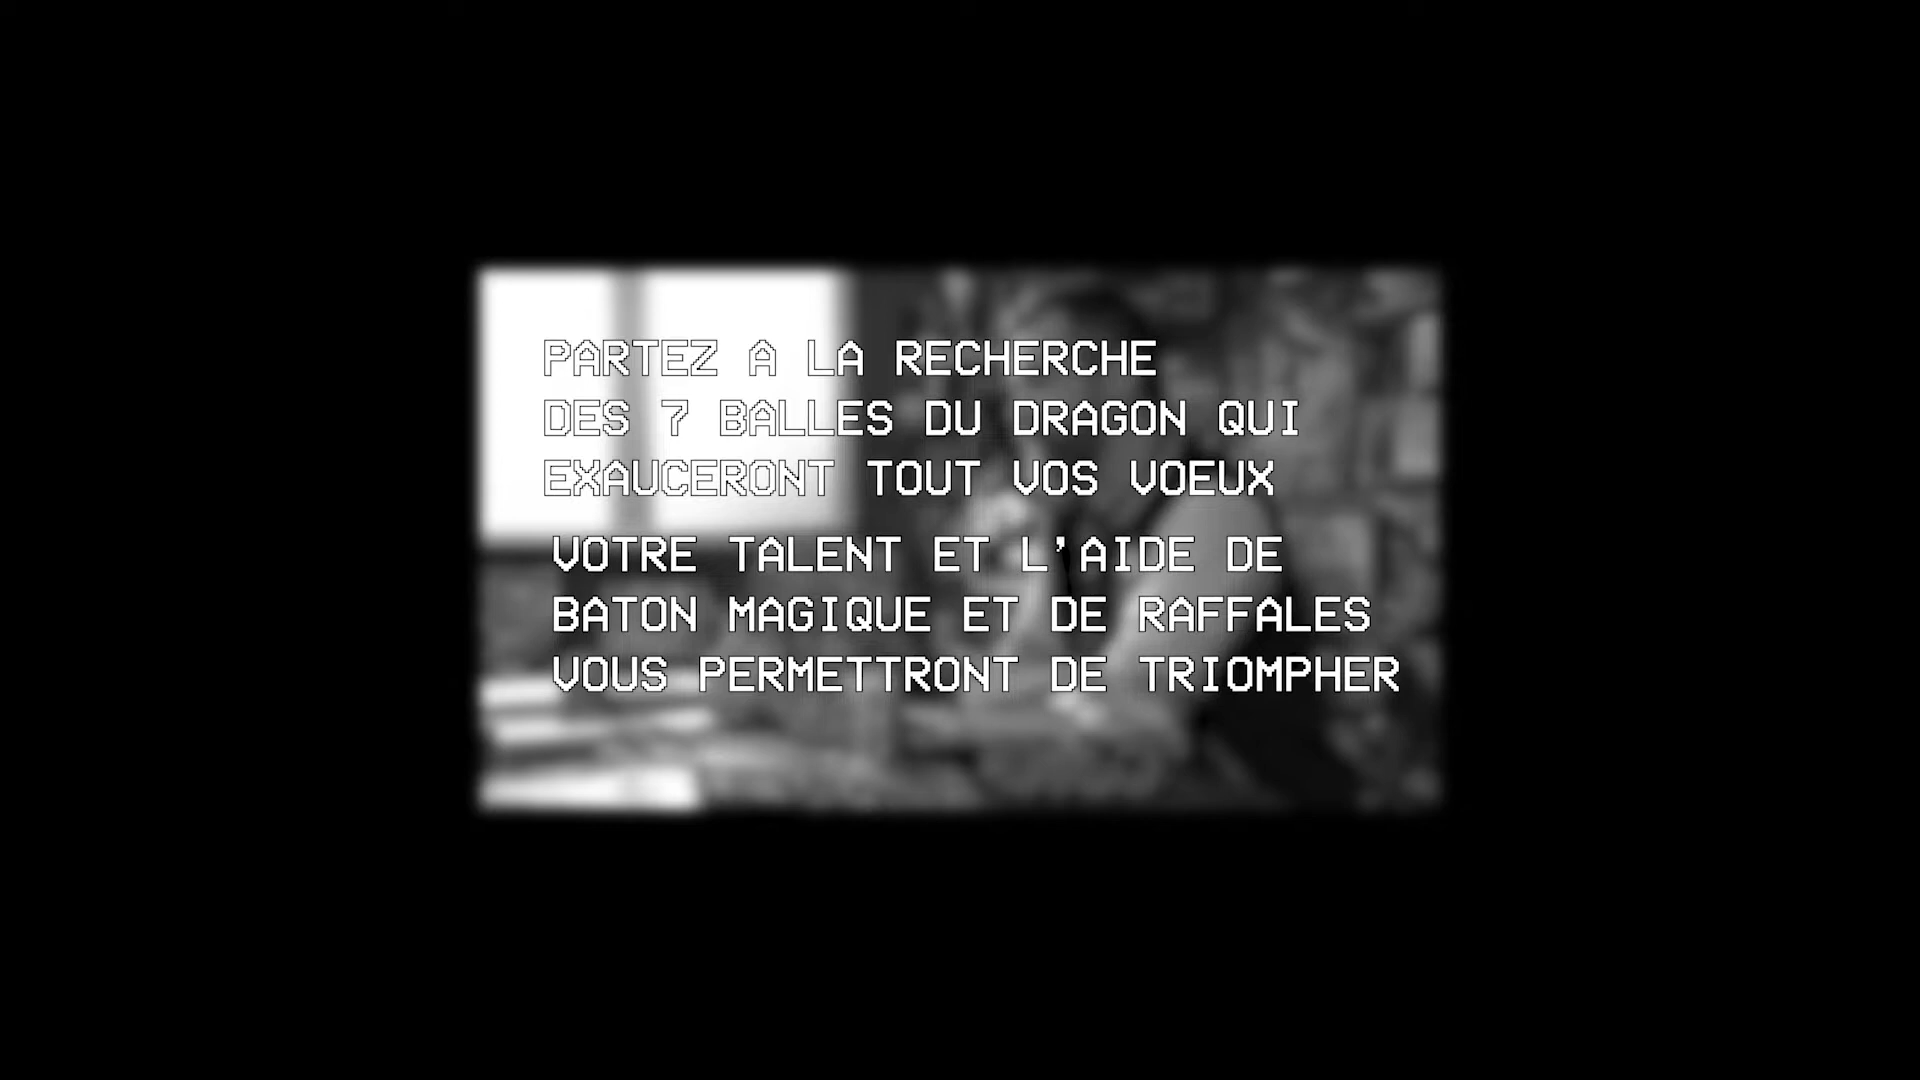 PARTEZ A LA RECHERCHE
DES 7 BALLES DU DRAGON QUI
EXAUCERONT TOUT VOS VOEUX
VOTRE TALENT ET L'AIDE DE
BATON MAGIQUE ET DE RAFFALES
VOUS PERMETTRONT DE TRIOMPHER